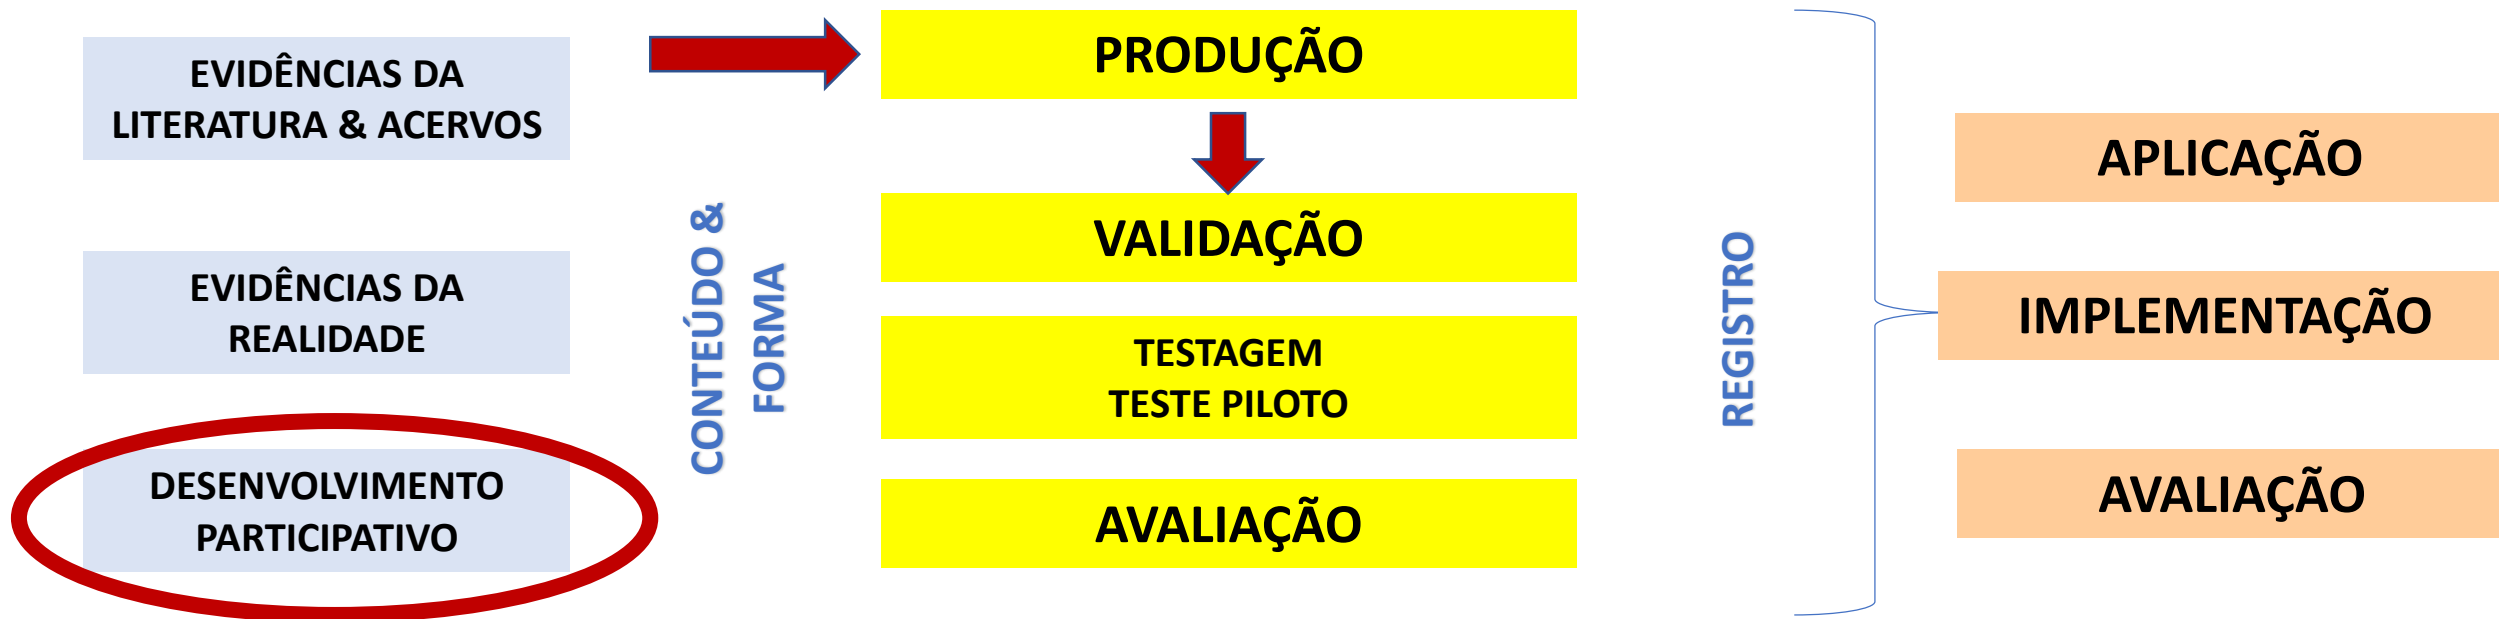 EVIDÊNCIAS DA
LITERATURA & ACERVOS
EVIDÊNCIAS DA
REALIDADE
DESENVOLVIMENTO
PARTICIPATIVO
CONTEÚDO &
FORMA
PRODUÇÃO
VALIDAÇÃO
TESTAGEM
TESTE PILOTO
AVALIAÇÃO
REGISTRO
APLICAÇÃO
IMPLEMENTAÇÃO
AVALIAÇÃO